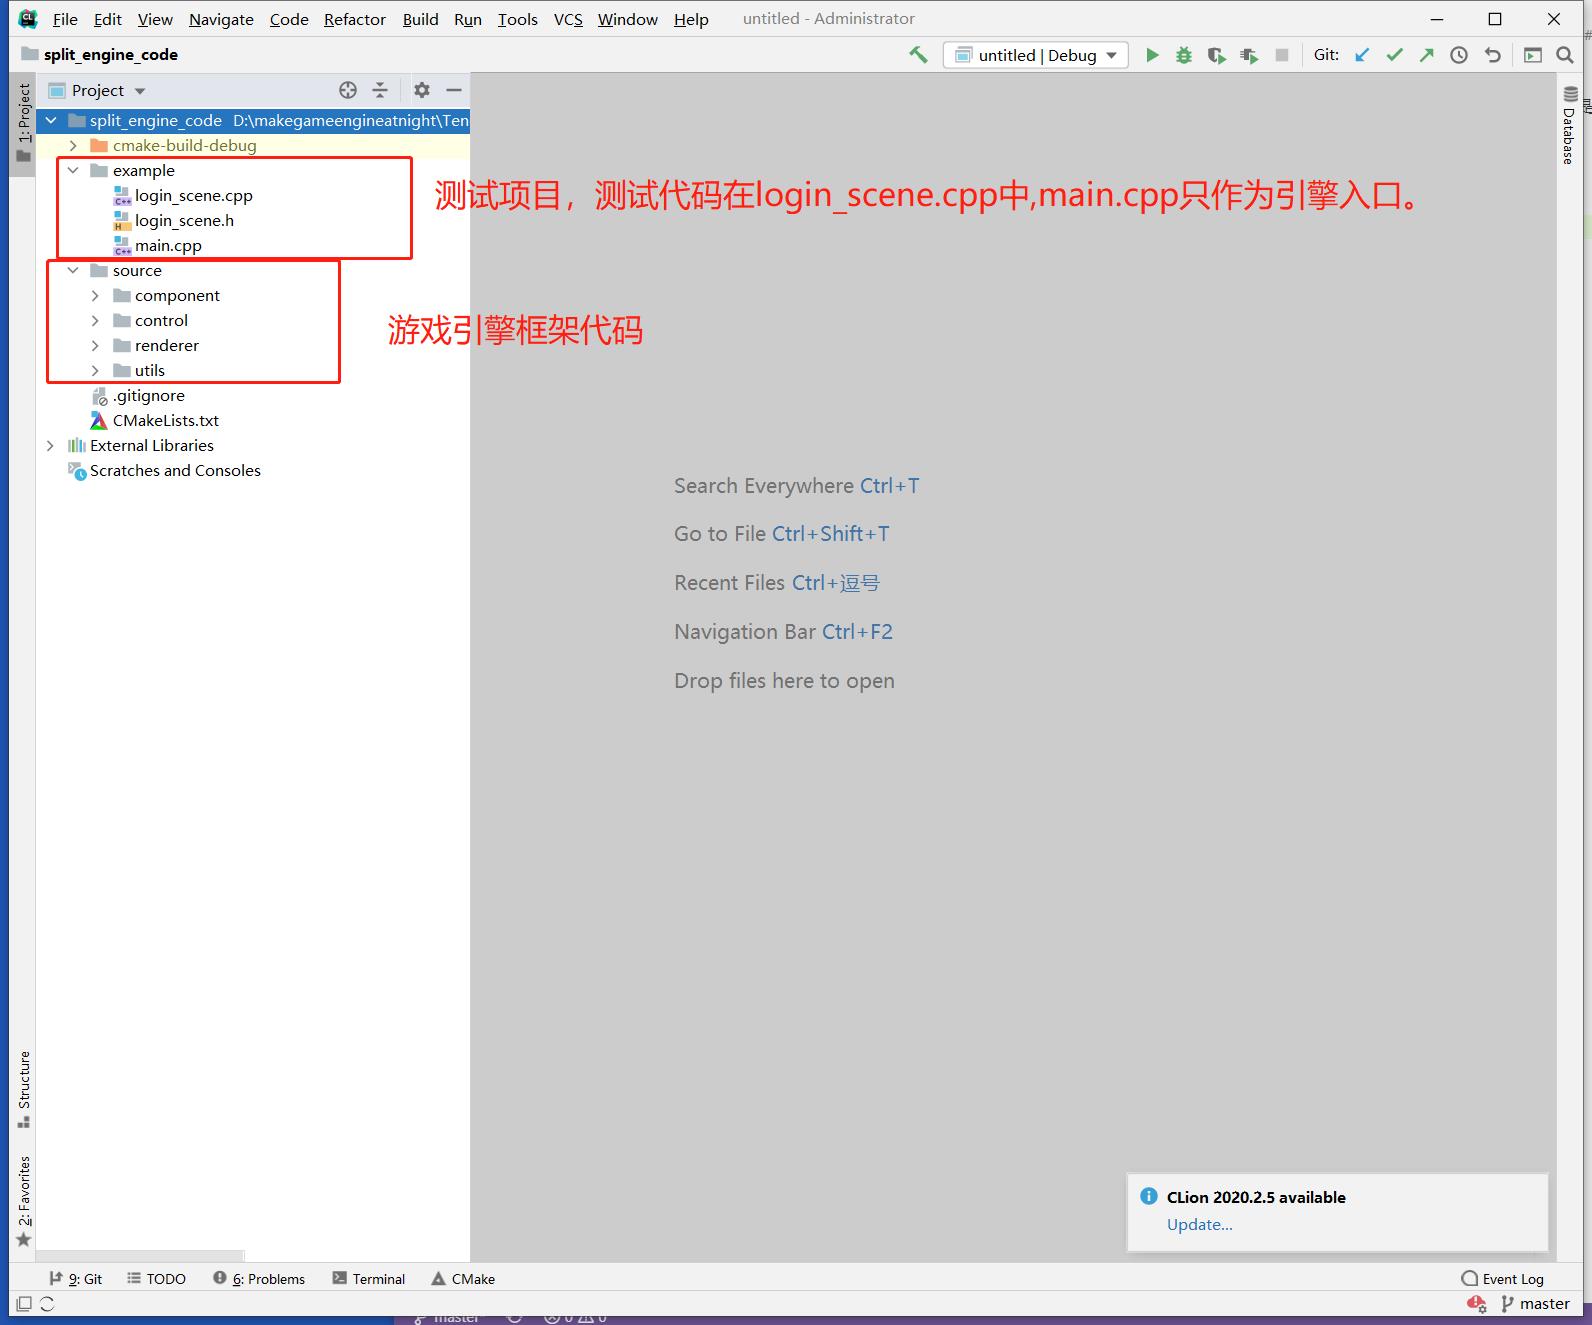 File Edit View Navigate Code Refactor Build Run Tools VCS Window Help untitled - Administrator
split_engine_code
untitled | Debug
Git:
1: Project
Project
split_engine_code D:\makegameengineatnight\Ten
cmake-build-debug
example
login_scene.cpp
login_scene.h
main.cpp
测试项目，测试代码在login_scene.cpp中,main.cpp只作为引擎入口。
source
component
control
renderer
utils
游戏引擎框架代码
.gitignore
CMakeLists.txt
External Libraries
Scratches and Consoles
Database
Search Everywhere Ctrl+T
Go to File Ctrl+Shift+T
Recent Files Ctrl+逗号
Navigation Bar Ctrl+F2
Drop files here to open
Structure
2: Favorites
CLion 2020.2.5 available
Update...
9: Git TODO 6: Problems Terminal CMake Event Log
master
master 0 0